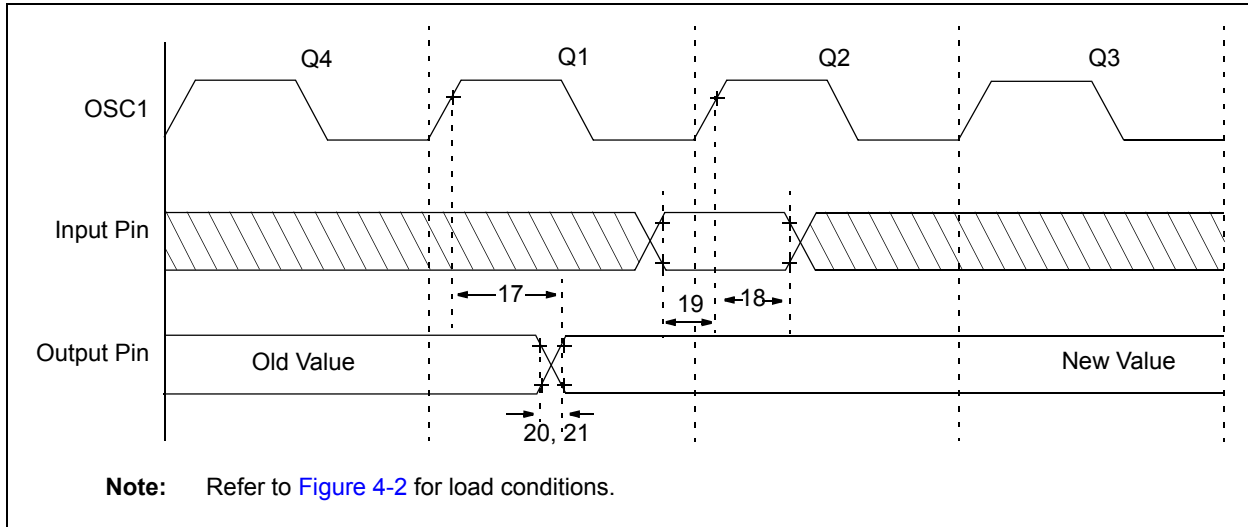 Q4 Q1 Q2 Q3
OSC1
Input Pin
17 19 18
Output Pin
Old Value New Value
20, 21
Note: Refer to Figure 4-2 for load conditions.